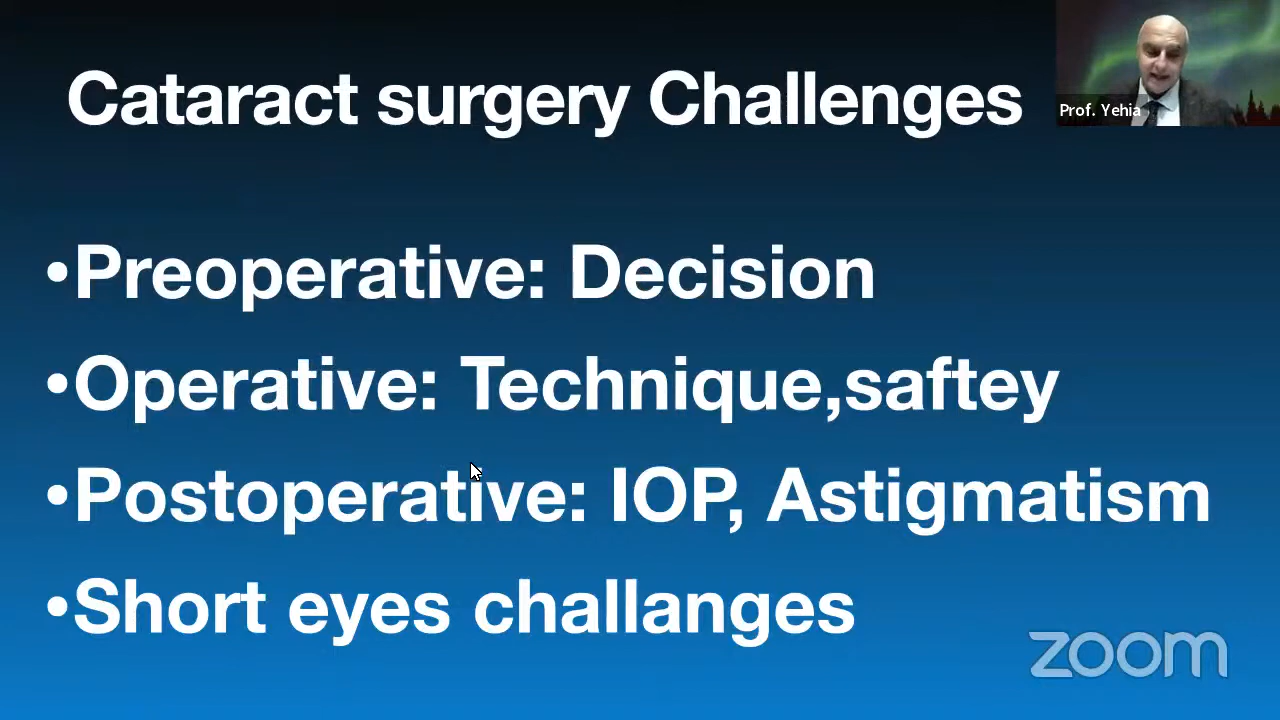 Cataract surgery Challenges
Prof. Yehia
•Preoperative: Decision
•Operative: Technique,saftey
•Postoperative: IOP, Astigmatism
•Short eyes challanges
zoom